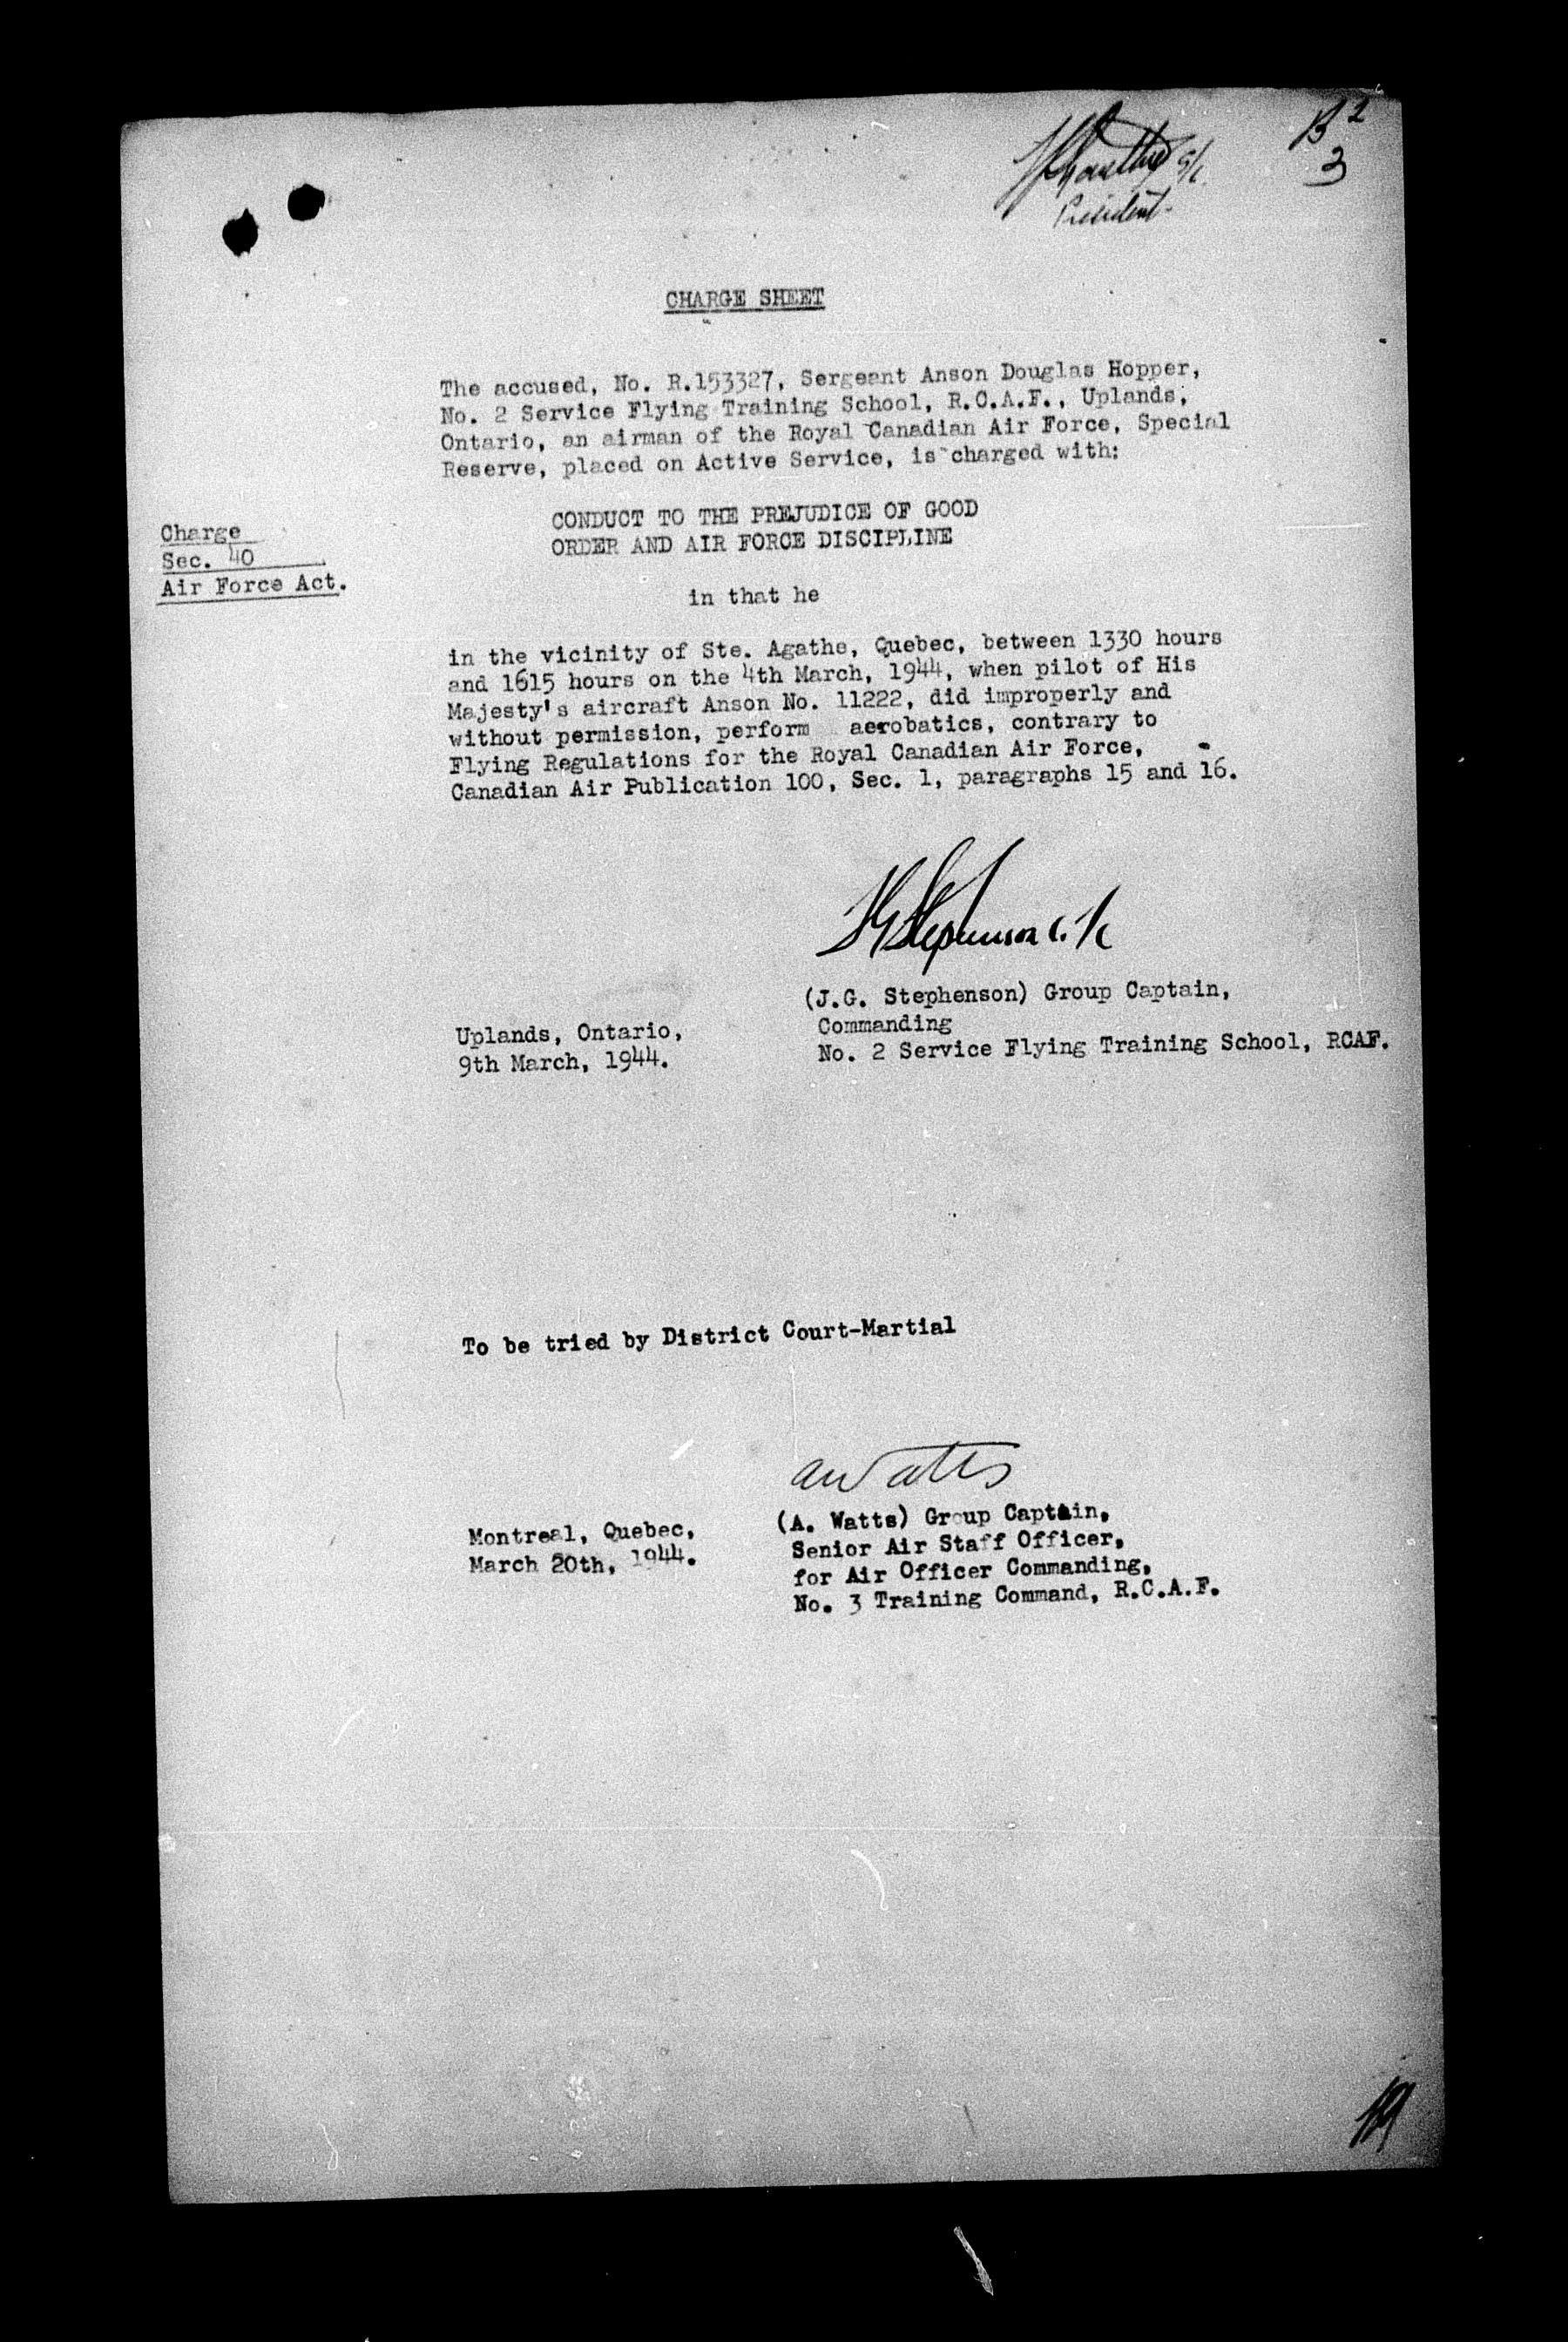 B 2
3
S/L
President-
CHARGE SHEET
The accused, No. R.153327, Sergeant Anson Douglas Hopper,
No. 2 Service Flying Training School, R.C.A.F., Uplands,
Ontario, an airman of the Royal Canadian Air Force, Special
Reserve, placed on Active Service, is charged with:
Charge
Sec. 40
Air Force Act.
CONDUCT TO THE PREJUDICE OF GOOD
ORDER AND AIR FORCE DISCIPLINE
in that he
in the vicinity of Ste. Agathe, Quebec, between 1330 hours
and 1615 hours on the 4th March, 1944, when pilot of His
Majesty's aircraft Anson No. 11222, did improperly and
without permission, perform aerobatics, contrary to
Flying Regulations for the Royal Canadian Air Force,
Canadian Air Publication 100, Sec. 1, paragraphs 15 and 16.
JGStephenson G/C
(J.G. Stephenson) Group Captain,
Commanding
No. 2 Service Flying Training School, RCAF.
Uplands, Ontario,
9th March, 1944.
To be tried by District Court-Martial
AWatts
(A. Watts) Group Captain,
Senior Air Staff Officer,
for Air Officer Commanding,
No. 3 Training Command, R.C.A.F.
Montreal, Quebec,
March 20th, 1944.
19